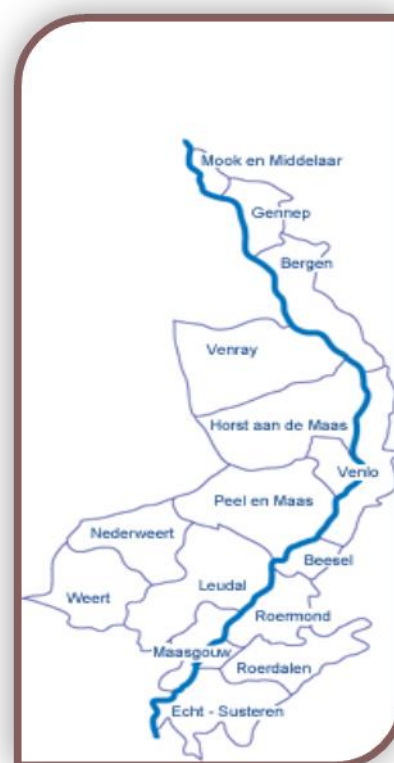 Mook en Middelaar
Gennep
Bergen
Venray
Horst aan de Maas
Venlo
Peel en Maas
Nederweert
Beesel
Leudal
Weert
Roermond
Maasgouw
Roerdalen
Echt - Susteren